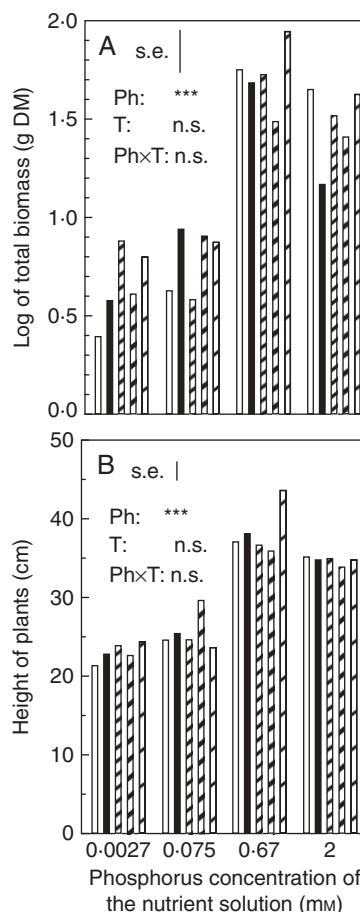 2·0
A
s.e.
Ph: ***
T: n.s.
Ph×T: n.s.
1·5
1·0
0·5
0·0
Log of total biomass (g DM)
50
B
s.e.
Ph: ***
T: n.s.
Ph×T: n.s.
40
30
20
10
0
Height of plants (cm)
0·0027 0·075 0·67 2
Phosphorus concentration of
the nutrient solution (mM)